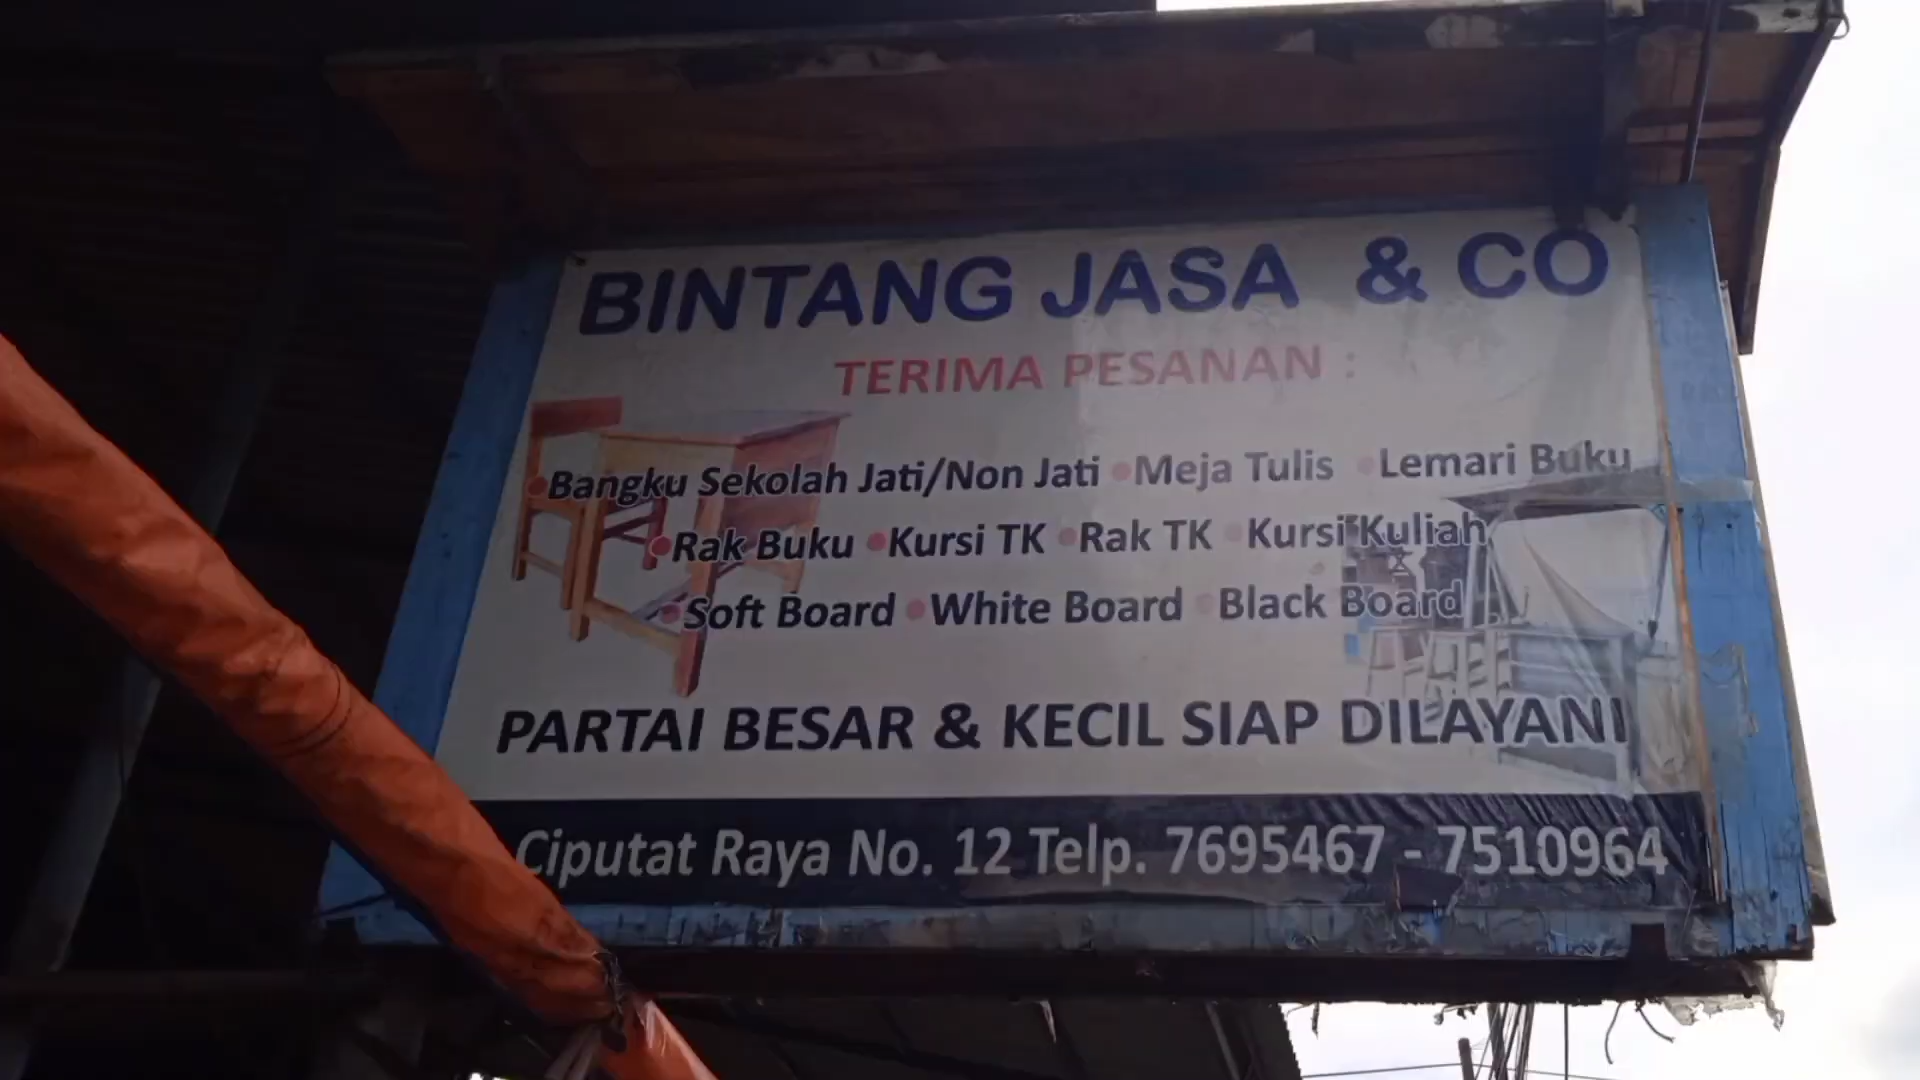 BINTANG JASA & CO
TERIMA PESANAN :
•Bangku Sekolah Jati/Non Jati •Meja Tulis •Lemari Buku
•Rak Buku •Kursi TK •Rak TK •Kursi Kuliah
•Soft Board •White Board •Black Board
PARTAI BESAR & KECIL SIAP DILAYANI
Ciputat Raya No. 12 Telp. 7695467 - 7510964